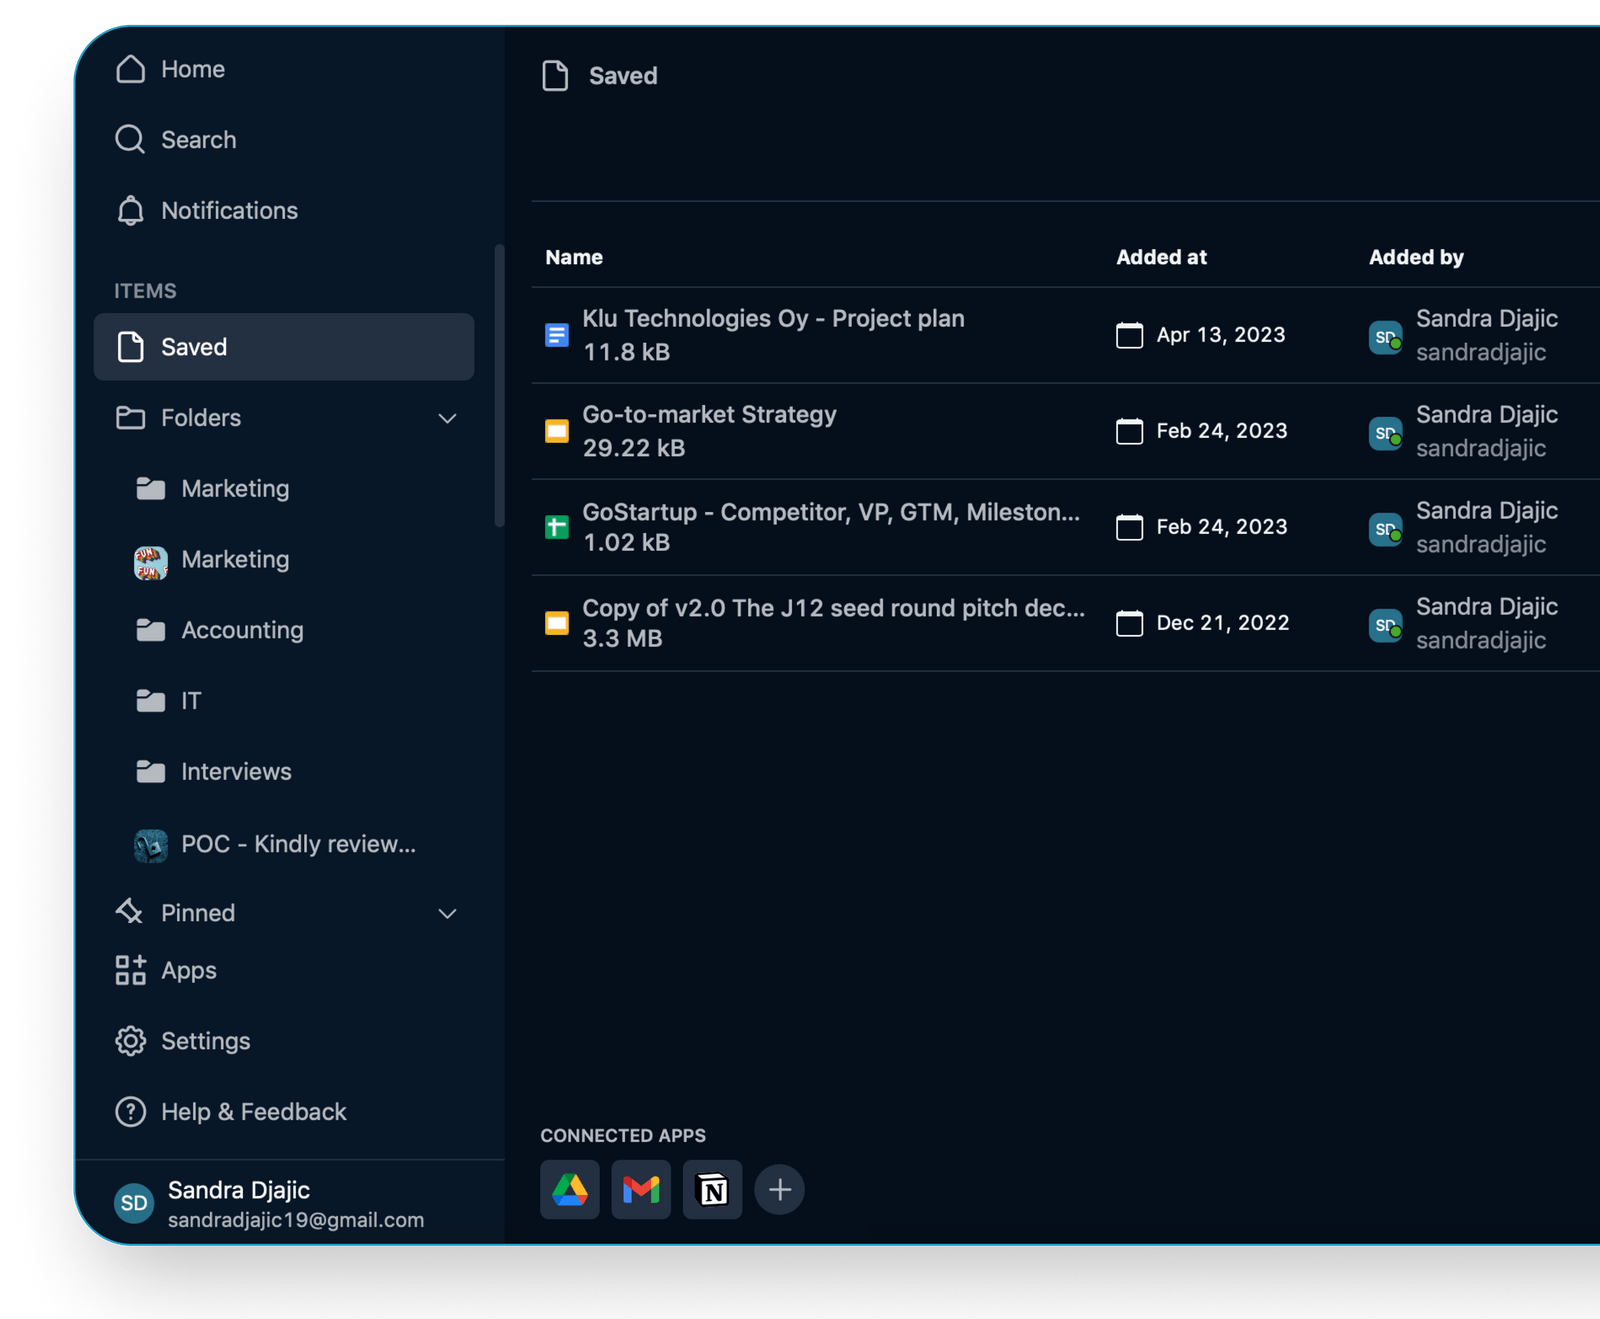 Home
Search
Notifications
ITEMS
Saved
Folders
Marketing
Marketing
Accounting
IT
Interviews
POC - Kindly review...
Pinned
Apps
Settings
Help & Feedback
SD
Sandra Djajic
sandradjajic19@gmail.com
Saved
Name Added at Added by
Klu Technologies Oy - Project plan
11.8 kB
Apr 13, 2023
SD
Sandra Djajic
sandradjajic
Go-to-market Strategy
29.22 kB
Feb 24, 2023
SD
Sandra Djajic
sandradjajic
GoStartup - Competitor, VP, GTM, Mileston...
1.02 kB
Feb 24, 2023
SD
Sandra Djajic
sandradjajic
Copy of v2.0 The J12 seed round pitch dec...
3.3 MB
Dec 21, 2022
SD
Sandra Djajic
sandradjajic
CONNECTED APPS
N